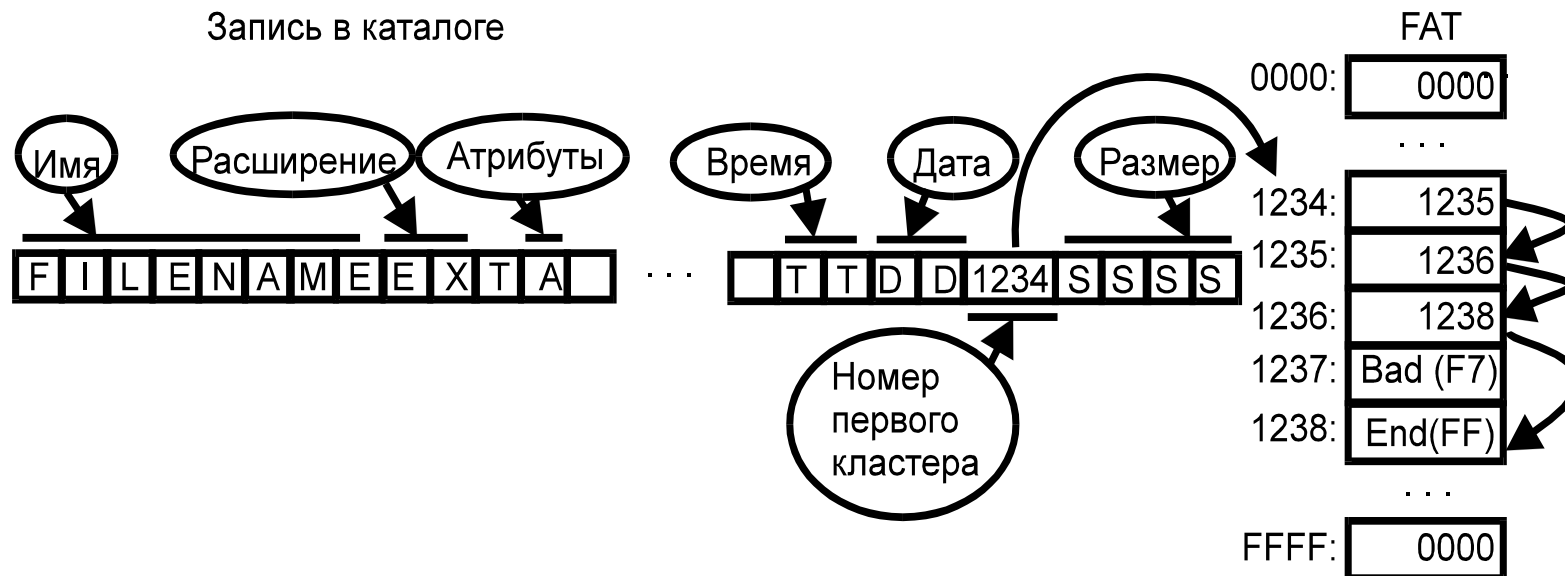 Запись в каталоге
FAT
0000: 0000
. . .
Имя Расширение Атрибуты Время Дата Размер
1234: 1235
1235: 1236
F I L E N A M E E X T A . . . T T D D 1234 S S S S
1236: 1238
1237: Bad (F7)
Номер
первого
кластера
1238: End(FF)
. . .
FFFF: 0000